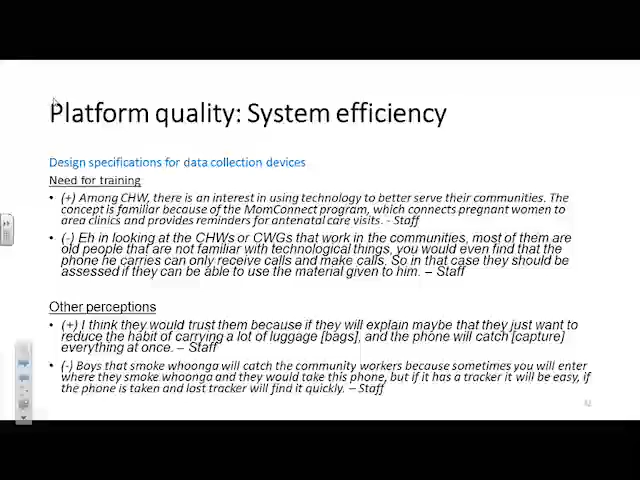 Platform quality: System efficiency
Design specifications for data collection devices
Need for training
• (+) Among CHW, there is an interest in using technology to better serve their communities. The
concept is familiar because of the MomConnect program, which connects pregnant women to
area clinics and provides reminders for antenatal care visits. - Staff
• (-) Eh in looking at the CHWs or CWGs that work in the communities, most of them are
old people that are not familiar with technological things, you would even find that the
phone he carries can only receive calls and make calls. So in that case they should be
assessed if they can be able to use the material given to him. – Staff
Other perceptions
• (+) I think they would trust them because if they will explain maybe that they just want to
reduce the habit of carrying a lot of luggage [bags], and the phone will catch [capture]
everything at once. – Staff
• (-) Boys that smoke whoonga will catch the community workers because sometimes you will enter
where they smoke whoonga and they would take this phone, but if it has a tracker it will be easy, if
the phone is taken and lost tracker will find it quickly. – Staff